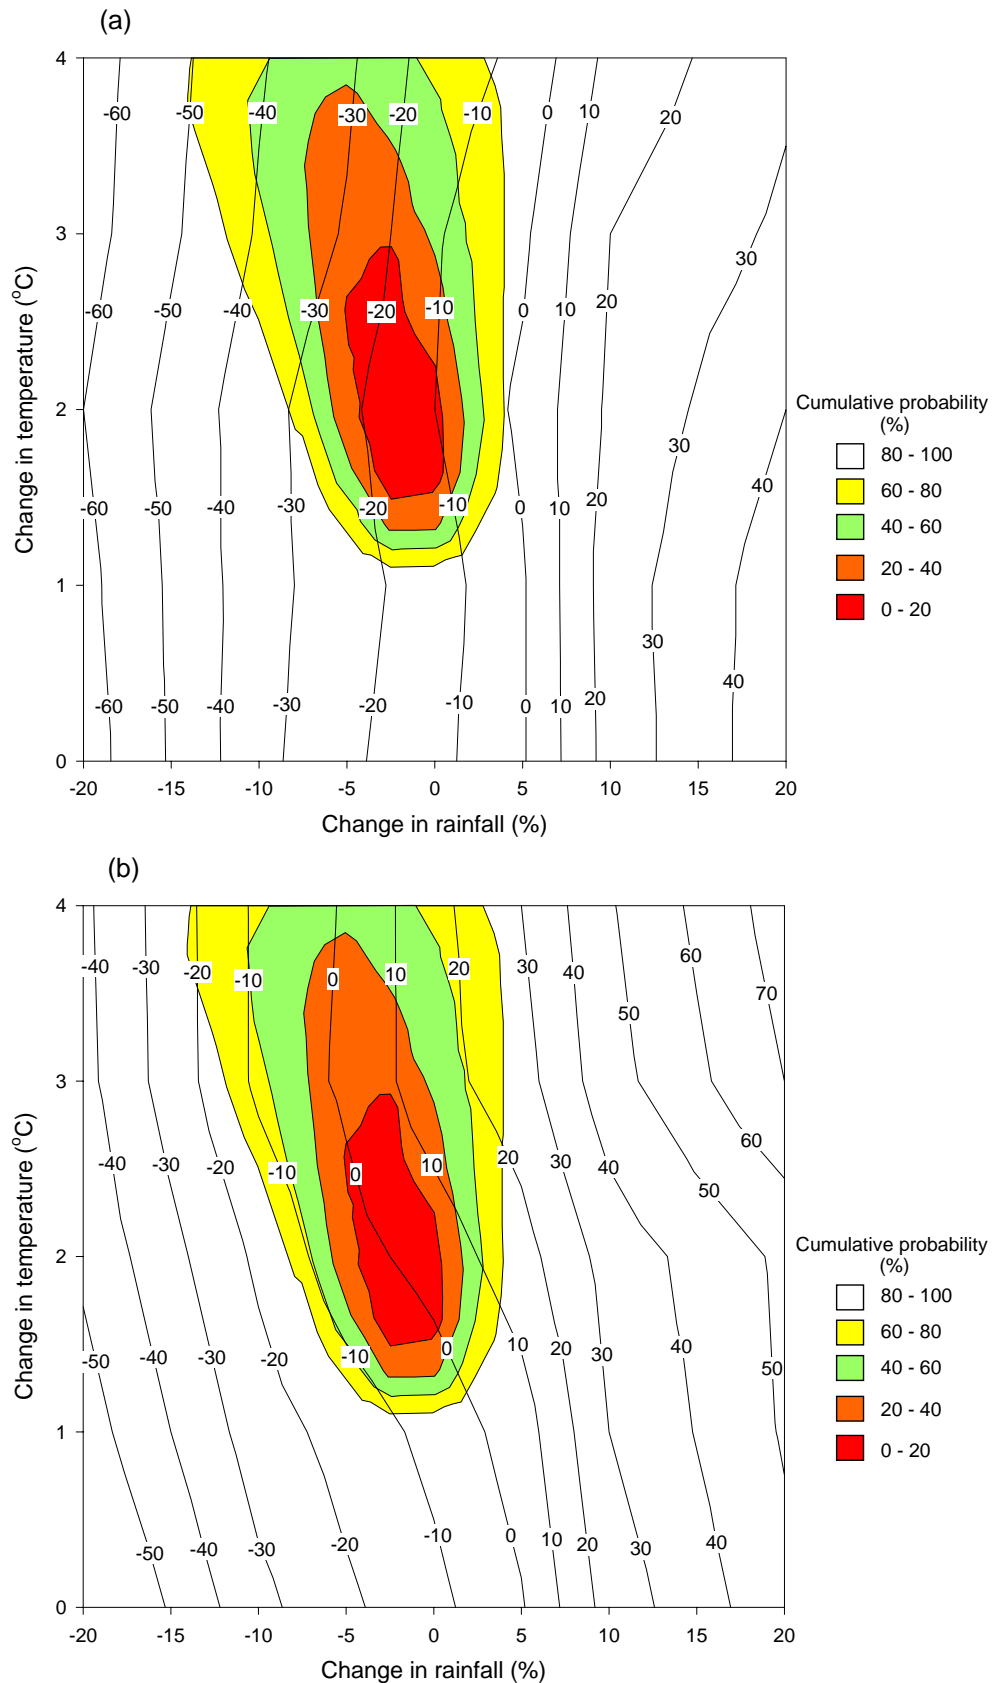 (a)
4
-60 -50 -40 -30 -20 -10 0 10 20
3
30
-60 -50 -40 -30 -20 -10 0 10 20
2
30
40
-60 -50 -40 -30 -20 -10 0 10 20
1
30
40
-60 -50 -40 -30 -20 -10 0 10 20
0
-20 -15 -10 -5 0 5 10 15 20
Change in rainfall (%)
Change in temperature (°C)
Cumulative probability
(%)
80 - 100
60 - 80
40 - 60
20 - 40
0 - 20
(b)
4
-40 -30 -20 -10 0 10 20 30 40 60
70
50
3
60
-40 -30 -20 -10 0 10 20 30 40
50
2
-50 -40 -30 -20 -10 0 10 20 30 40
50
1
-50 -40 -30 -20 -10 0 10 20 30 40
0
-20 -15 -10 -5 0 5 10 15 20
Change in rainfall (%)
Change in temperature (°C)
Cumulative probability
(%)
80 - 100
60 - 80
40 - 60
20 - 40
0 - 20